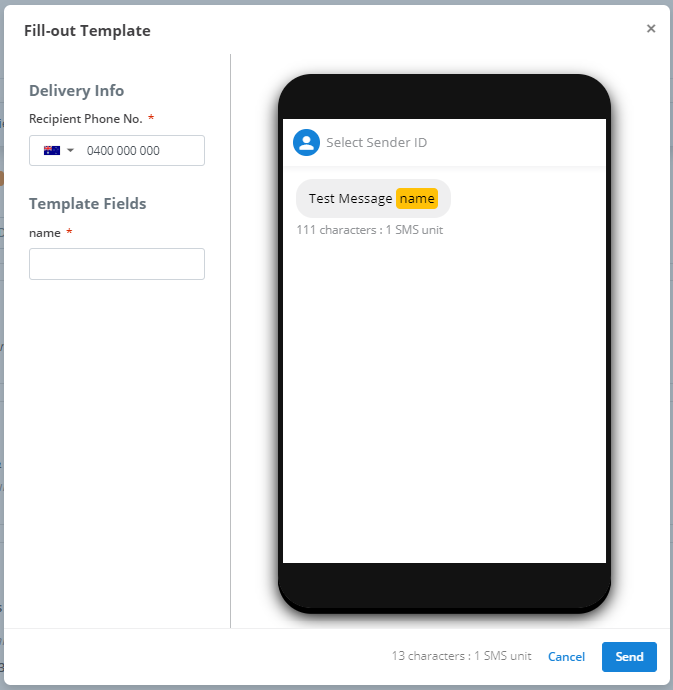 Fill-out Template
×
Delivery Info
Recipient Phone No. *
0400 000 000
Template Fields
name *
Select Sender ID
Test Message name
111 characters : 1 SMS unit
13 characters : 1 SMS unit
Cancel
Send